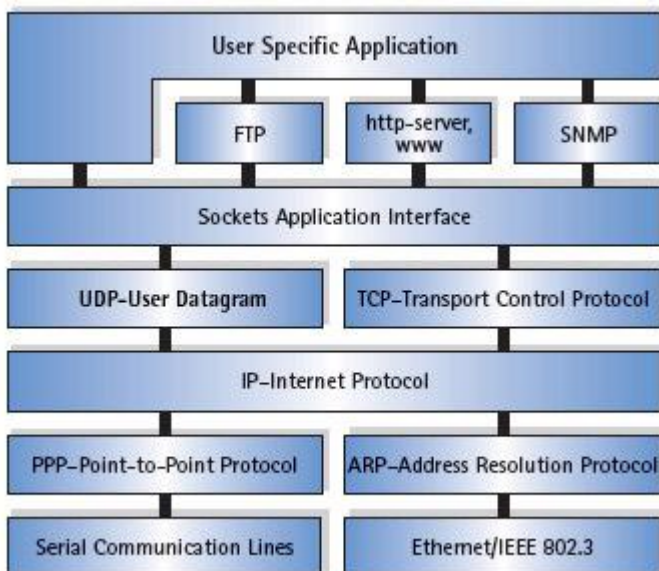 User Specific Application
FTP
http-server,
www
SNMP
Sockets Application Interface
UDP-User Datagram
TCP-Transport Control Protocol
IP-Internet Protocol
PPP-Point-to-Point Protocol
ARP-Address Resolution Protocol
Serial Communication Lines
Ethernet/IEEE 802.3